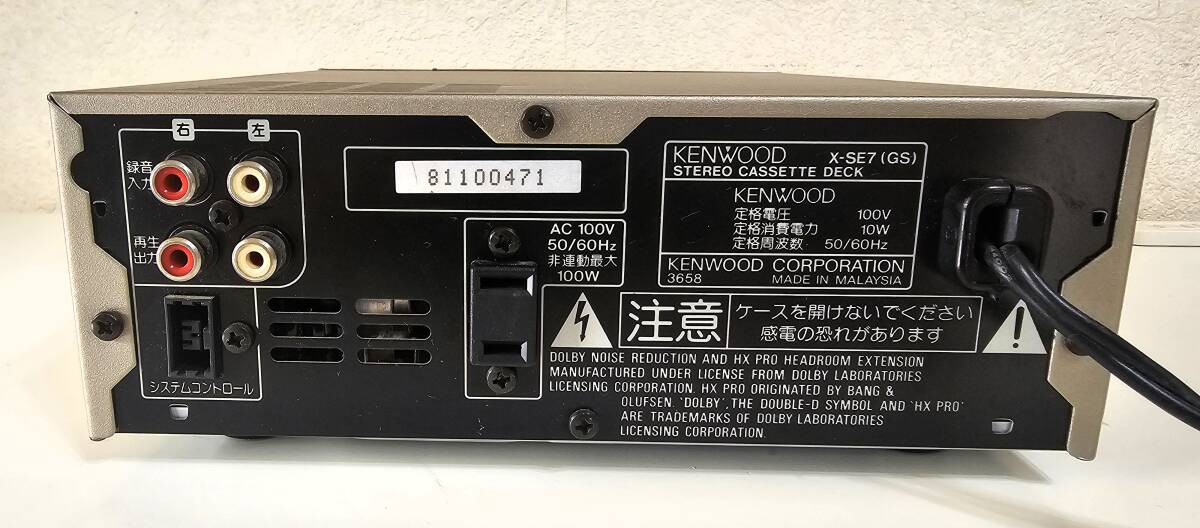 右 左
録音
入力
再生
出力
システムコントロール
81100471
AC 100V
50/60Hz
非連動最大
100W
KENWOOD X-SE7 (GS)
STEREO CASSETTE DECK
KENWOOD
定格電圧 100V
定格消費電力 10W
定格周波数 50/60Hz
KENWOOD CORPORATION
3658 MADE IN MALAYSIA
注意
ケースを開けないでください
感電の恐れがあります
DOLBY NOISE REDUCTION AND HX PRO HEADROOM EXTENSION
MANUFACTURED UNDER LICENSE FROM DOLBY LABORATORIES
LICENSING CORPORATION. HX PRO ORIGINATED BY BANG &
OLUFSEN. 'DOLBY', THE DOUBLE-D SYMBOL AND 'HX PRO'
ARE TRADEMARKS OF DOLBY LABORATORIES
LICENSING CORPORATION.